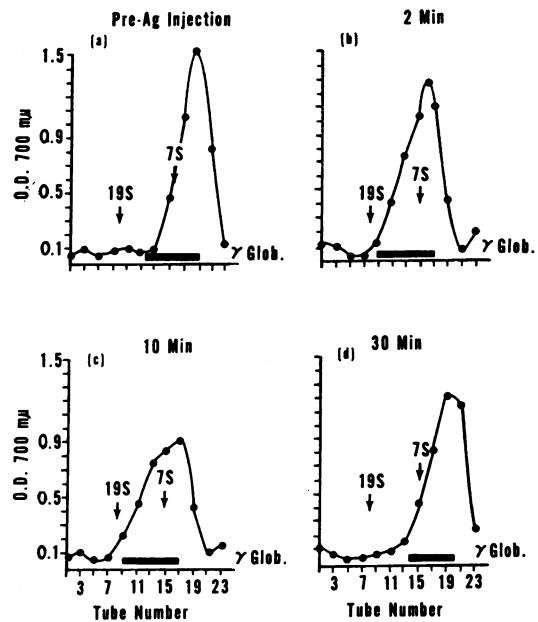 Pre-Ag Injection
2 Min
(a)
(b)
1.5
0.9
0.5
0.1
O.D. 700 mμ
19S
7S
γ Glob.
19S
7S
γ Glob.
10 Min
30 Min
(c)
(d)
1.5
0.9
0.5
0.1
O.D. 700 mμ
19S
7S
γ Glob.
19S
7S
γ Glob.
3 7 11 15 19 23
3 7 11 15 19 23
Tube Number
Tube Number